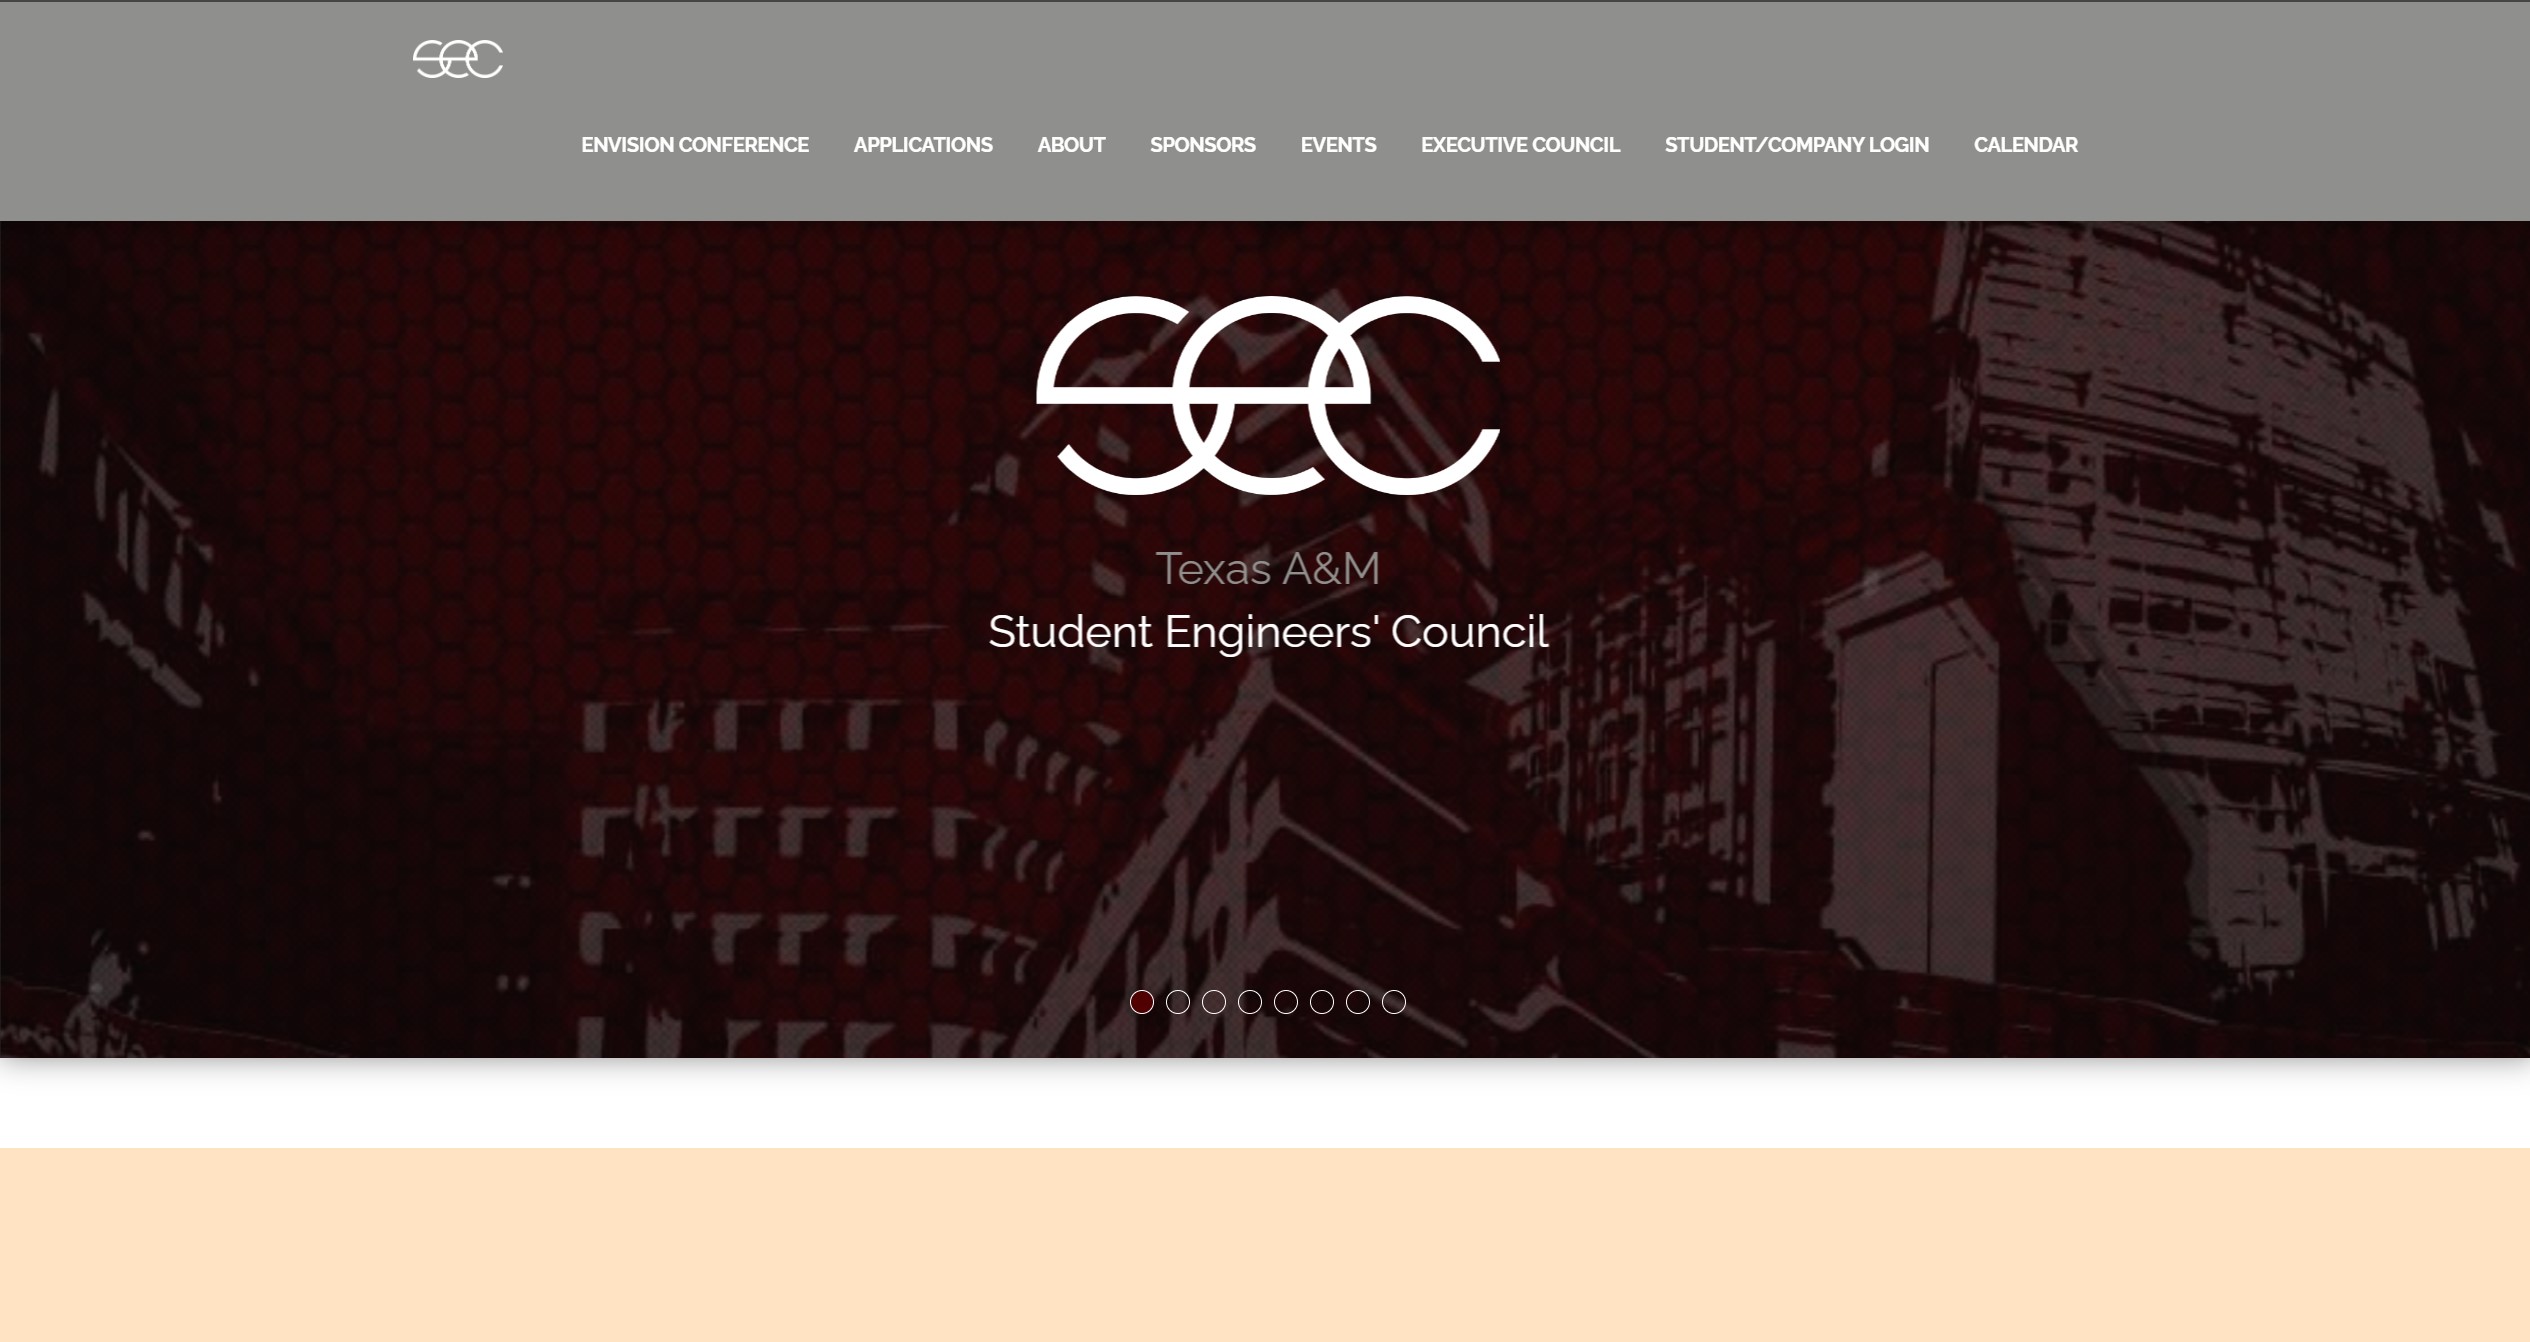 sec
ENVISION CONFERENCE APPLICATIONS ABOUT SPONSORS EVENTS EXECUTIVE COUNCIL STUDENT/COMPANY LOGIN CALENDAR
sec
Texas A&M
Student Engineers' Council